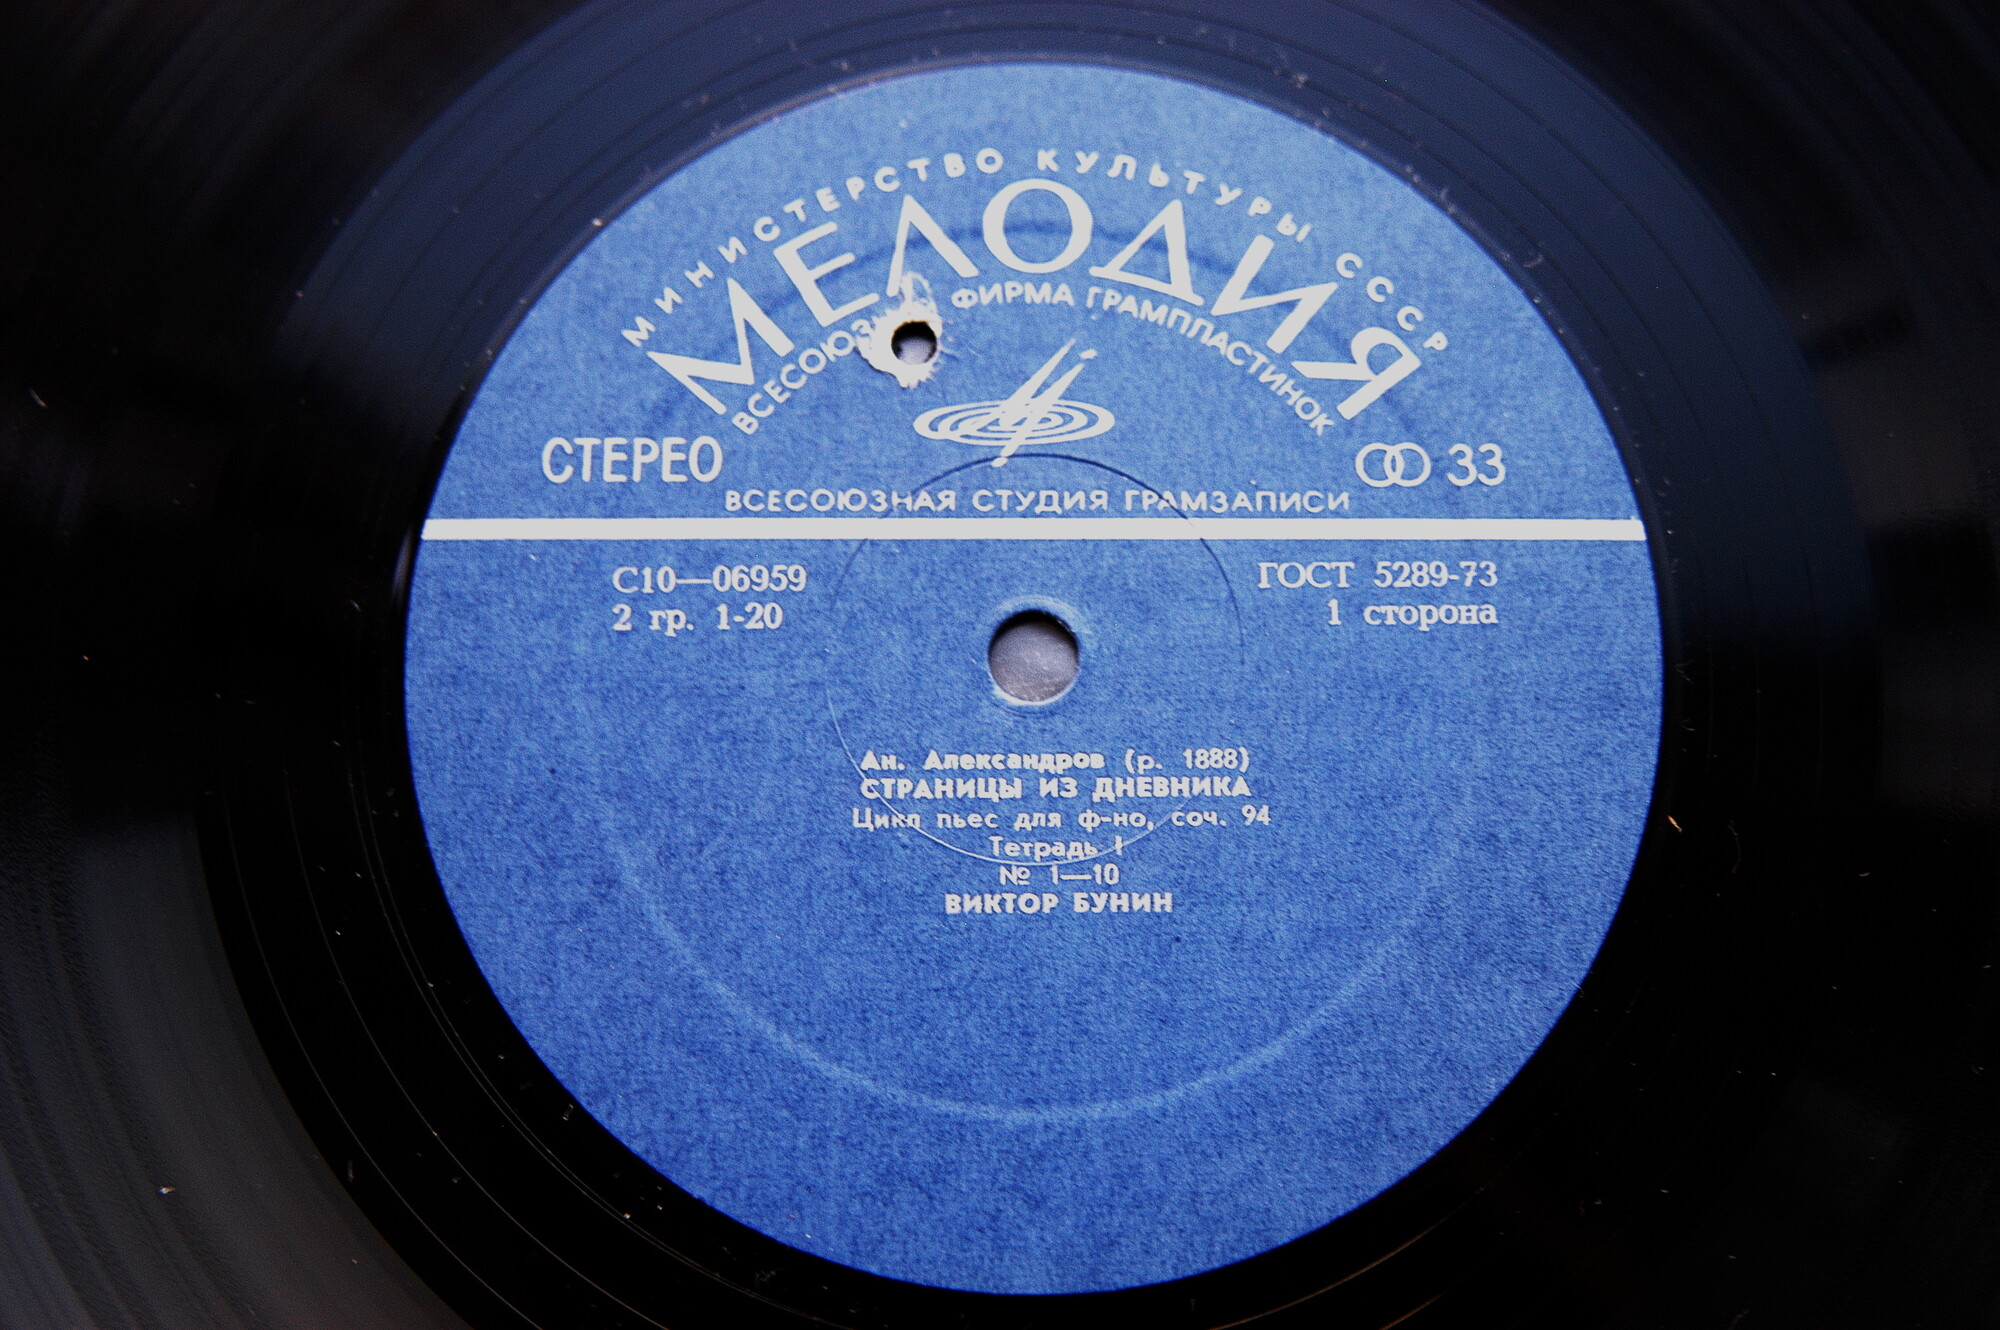 МИНИСТЕРСТВО КУЛЬТУРЫ СССР
МЕЛОДИЯ
ФИРМА ГРАМПЛАСТИНОК
СТЕРЕО
33
ВСЕСОЮЗНАЯ СТУДИЯ ГРАМЗАПИСИ
С10—06959
ГОСТ 5289-73
2 гр. 1-20
1 сторона
Ан. Александров (р. 1888)
СТРАНИЦЫ ИЗ ДНЕВНИКА
Цикл пьес для ф-но, соч. 94
Тетрадь I
№ 1—10
ВИКТОР БУНИН